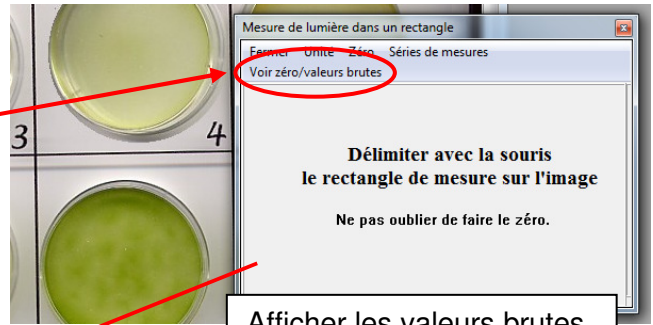 Mesure de lumière dans un rectangle
Fermer Unité Zéro Séries de mesures
Voir zéro/valeurs brutes
3
4
Délimiter avec la souris
le rectangle de mesure sur l'image
Ne pas oublier de faire le zéro.
Afficher les valeurs brutes